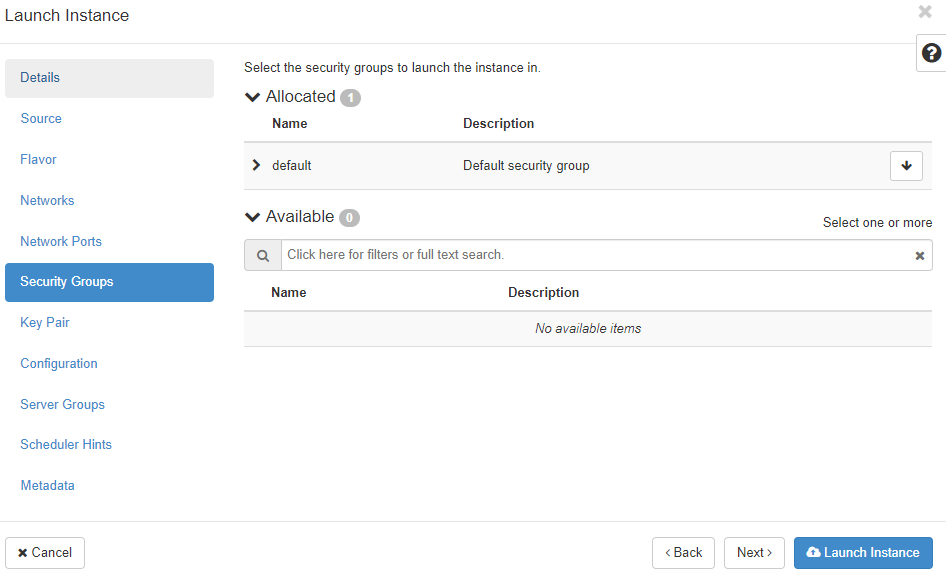 Launch Instance
Details
Source
Flavor
Networks
Network Ports
Security Groups
Key Pair
Configuration
Server Groups
Scheduler Hints
Metadata
Select the security groups to launch the instance in.
Allocated 1
Name Description
default Default security group
Available 0
Select one or more
Click here for filters or full text search.
Name Description
No available items
Cancel
Back
Next
Launch Instance